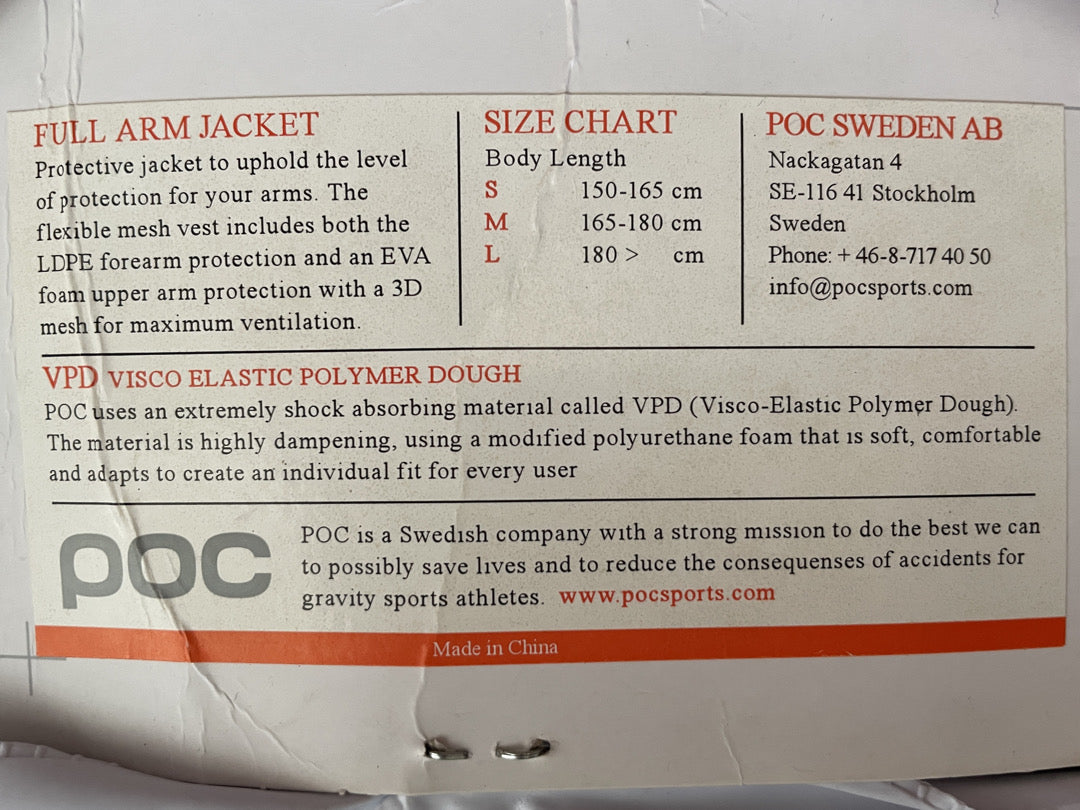 FULL ARM JACKET
Protective jacket to uphold the level
of protection for your arms. The
flexible mesh vest includes both the
LDPE forearm protection and an EVA
foam upper arm protection with a 3D
mesh for maximum ventilation.
SIZE CHART
Body Length
S 150-165 cm
M 165-180 cm
L 180 > cm
POC SWEDEN AB
Nackagatan 4
SE-116 41 Stockholm
Sweden
Phone: + 46-8-717 40 50
info@pocsports.com
VPD VISCO ELASTIC POLYMER DOUGH
POC uses an extremely shock absorbing material called VPD (Visco-Elastic Polymer Dough).
The material is highly dampening, using a modified polyurethane foam that is soft, comfortable
and adapts to create an individual fit for every user
poc
POC is a Swedish company with a strong mission to do the best we can
to possibly save lives and to reduce the consequenses of accidents for
gravity sports athletes. www.pocsports.com
Made in China